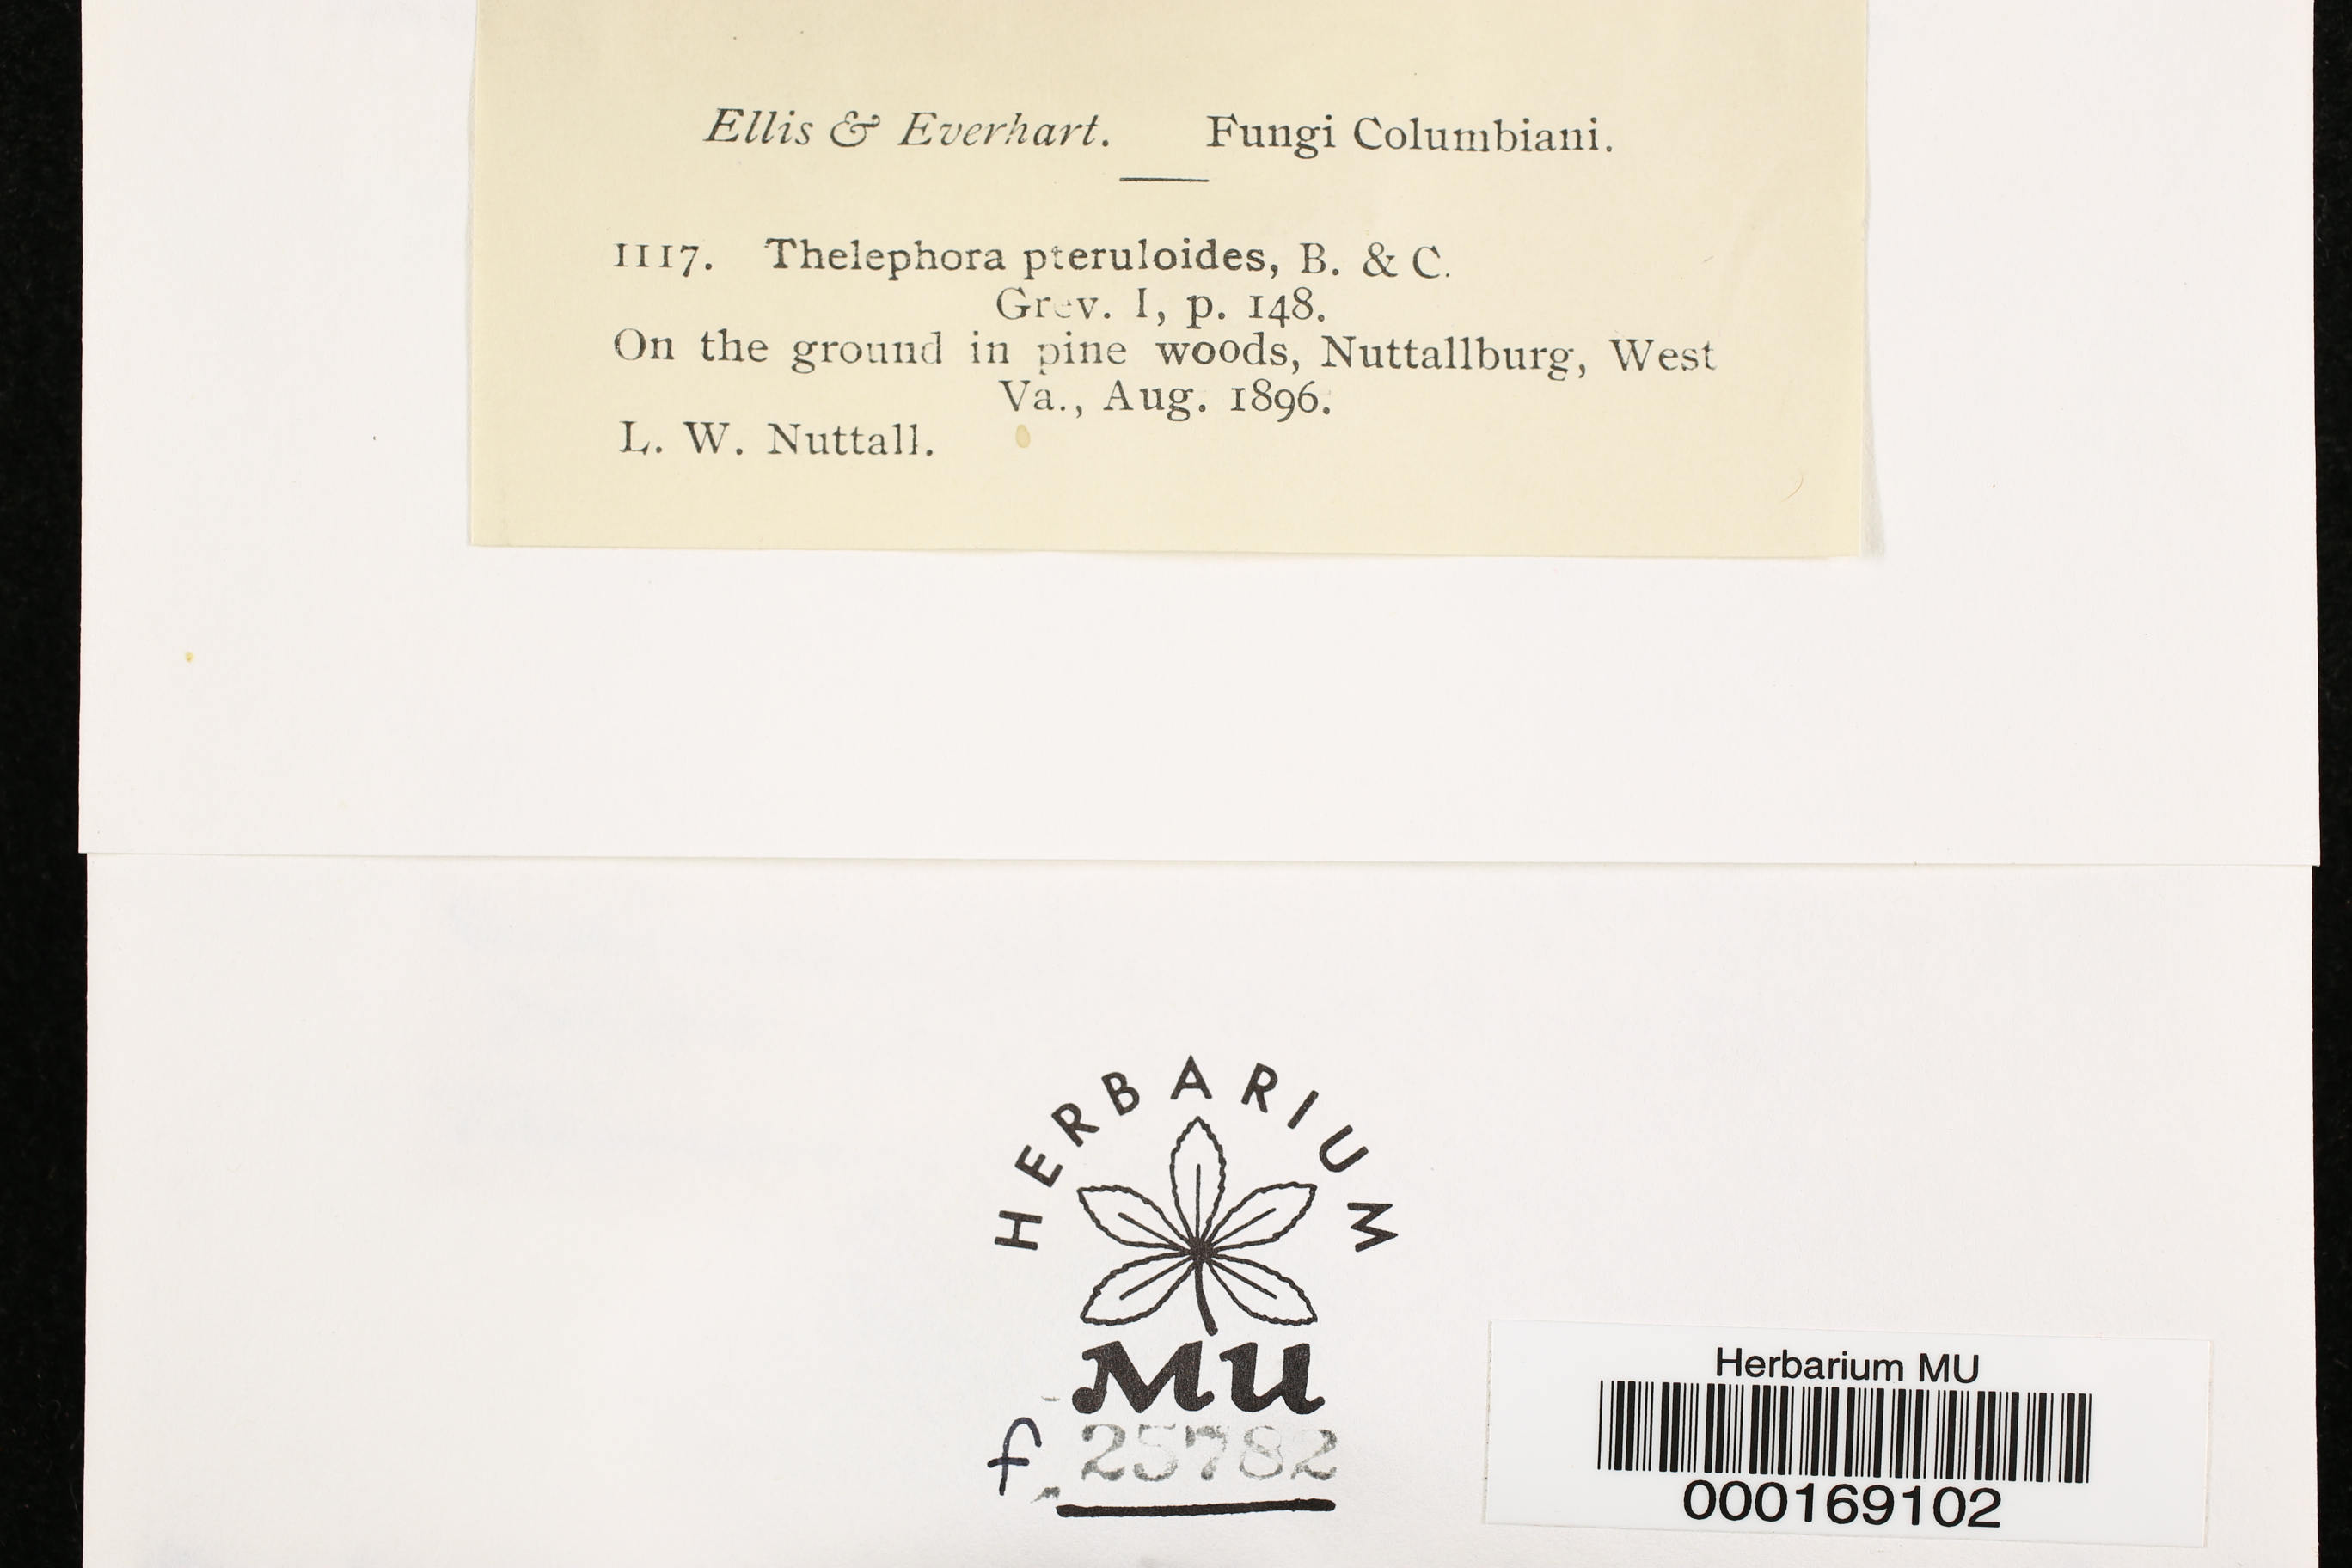 Ellis & Everhart. Fungi Columbiani.
1117. Thelephora pteruloides, B. & C.
Grev. I, p. 148.
On the ground in pine woods, Nuttallburg, West
Va., Aug. 1896.
L. W. Nuttall.
HERBARIUM
MU
f. 25782
Herbarium MU
000169102